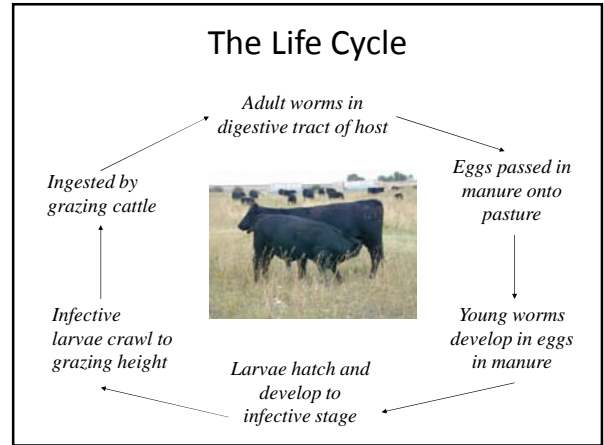 The Life Cycle
Adult worms in
digestive tract of host
Eggs passed in
manure onto
pasture
Young worms
develop in eggs
in manure
Larvae hatch and
develop to
infective stage
Infective
larvae crawl to
grazing height
Ingested by
grazing cattle